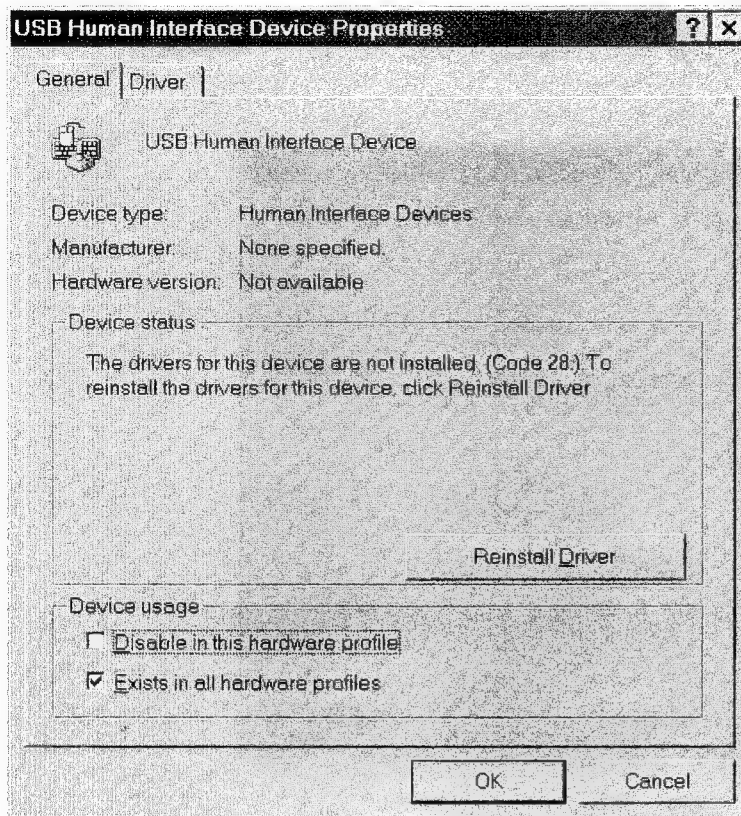 USB Human Interface Device Properties
General
Driver
USB Human Interface Device
Device type: Human Interface Devices
Manufacturer: None specified.
Hardware version: Not available
Device status
The drivers for this device are not installed. (Code 28.) To
reinstall the drivers for this device, click Reinstall Driver
Reinstall Driver
Device usage
Disable in this hardware profile
Exists in all hardware profiles
OK
Cancel